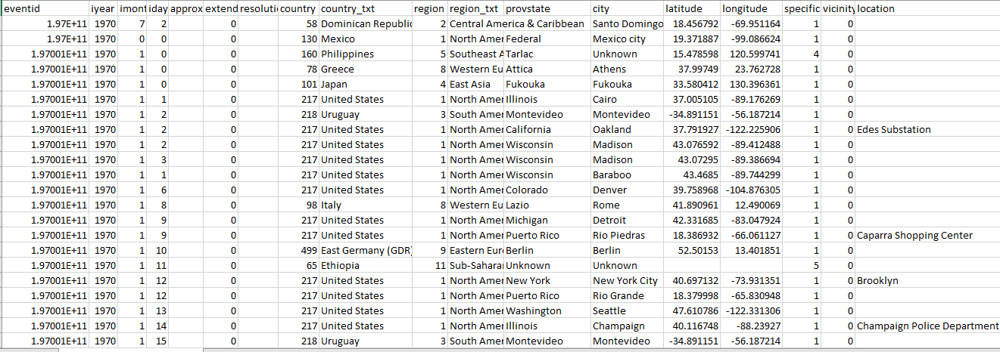 eventid iyear imont iday approx extend resolutio country country_txt region region_txt provstate city latitude longitude specific vicinity location
1.97E+11 1970 7 2 0 58 Dominican Republic 2 Central America & Caribbean Santo Domingo 18.456792 -69.951164 1 0
1.97E+11 1970 0 0 0 130 Mexico 1 North Amer Federal Mexico city 19.371887 -99.086624 1 0
1.97001E+11 1970 1 0 0 160 Philippines 5 Southeast A Tarlac Unknown 15.478598 120.599741 4 0
1.97001E+11 1970 1 0 0 78 Greece 8 Western Eu Attica Athens 37.99749 23.762728 1 0
1.97001E+11 1970 1 0 0 101 Japan 4 East Asia Fukouka Fukouka 33.580412 130.396361 1 0
1.97001E+11 1970 1 1 0 217 United States 1 North Amer Illinois Cairo 37.005105 -89.176269 1 0
1.97001E+11 1970 1 2 0 218 Uruguay 3 South Amer Montevideo Montevideo -34.891151 -56.187214 1 0
1.97001E+11 1970 1 2 0 217 United States 1 North Amer California Oakland 37.791927 -122.225906 1 0 Edes Substation
1.97001E+11 1970 1 2 0 217 United States 1 North Amer Wisconsin Madison 43.076592 -89.412488 1 0
1.97001E+11 1970 1 3 0 217 United States 1 North Amer Wisconsin Madison 43.07295 -89.386694 1 0
1.97001E+11 1970 1 1 0 217 United States 1 North Amer Wisconsin Baraboo 43.4685 -89.744299 1 0
1.97001E+11 1970 1 6 0 217 United States 1 North Amer Colorado Denver 39.758968 -104.876305 1 0
1.97001E+11 1970 1 8 0 98 Italy 8 Western Eu Lazio Rome 41.890961 12.490069 1 0
1.97001E+11 1970 1 9 0 217 United States 1 North Amer Michigan Detroit 42.331685 -83.047924 1 0
1.97001E+11 1970 1 9 0 217 United States 1 North Amer Puerto Rico Rio Piedras 18.386932 -66.061127 1 0 Caparra Shopping Center
1.97001E+11 1970 1 10 0 499 East Germany (GDR) 9 Eastern Euro Berlin Berlin 52.50153 13.401851 1 0
1.97001E+11 1970 1 11 0 65 Ethiopia 11 Sub-Sahara Unknown Unknown 5 0
1.97001E+11 1970 1 12 0 217 United States 1 North Amer New York New York City 40.697132 -73.931351 1 0 Brooklyn
1.97001E+11 1970 1 12 0 217 United States 1 North Amer Puerto Rico Rio Grande 18.379998 -65.830948 1 0
1.97001E+11 1970 1 13 0 217 United States 1 North Amer Washington Seattle 47.610786 -122.331306 1 0
1.97001E+11 1970 1 14 0 217 United States 1 North Amer Illinois Champaign 40.116748 -88.23927 1 0 Champaign Police Department
1.97001E+11 1970 1 15 0 218 Uruguay 3 South Amer Montevideo Montevideo -34.891151 -56.187214 1 0